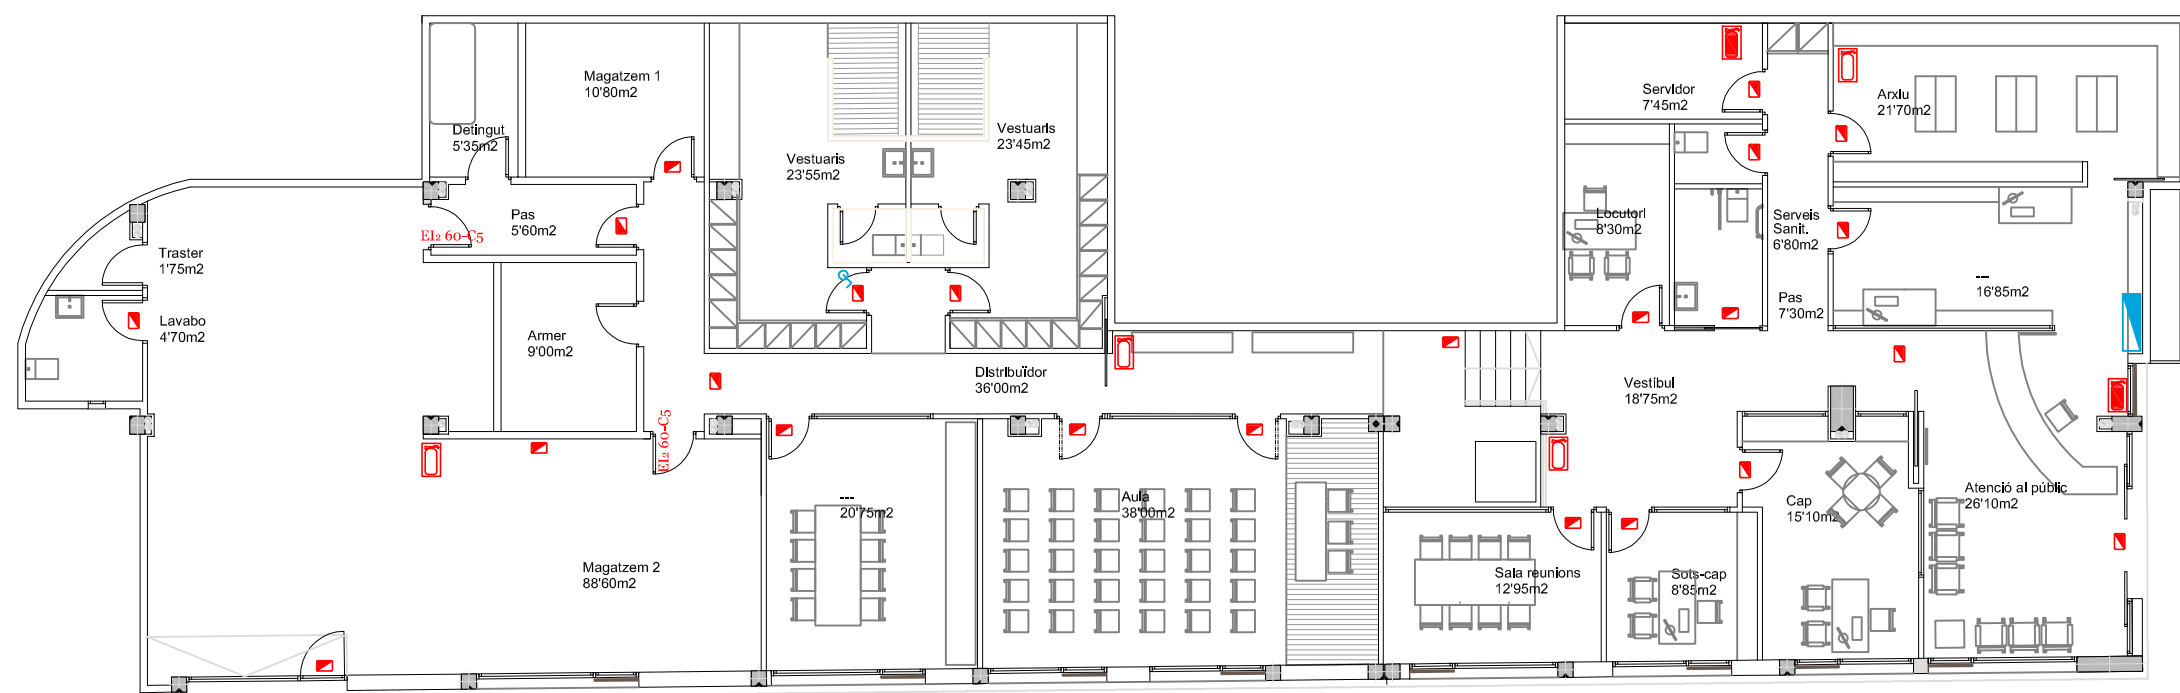 Magatzem 1
10'80m2
Detingut
5'35m2
Vestuaris
23'55m2
Vestuaris
23'45m2
Servidor
7'45m2
Arxiu
21'70m2
Pas
5'60m2
EI₂ 60-C5
Traster
1'75m2
Locutori
8'30m2
Serveis
Sanit.
6'80m2
---
16'85m2
Pas
7'30m2
Lavabo
4'70m2
Armer
9'00m2
Distribuïdor
36'00m2
Vestíbul
18'75m2
EI₂ 60-C5
---
20'75m2
Aula
38'00m2
Cap
15'10m2
Atenció al públic
26'10m2
Magatzem 2
88'60m2
Sala reunions
12'95m2
Sots-cap
8'85m2